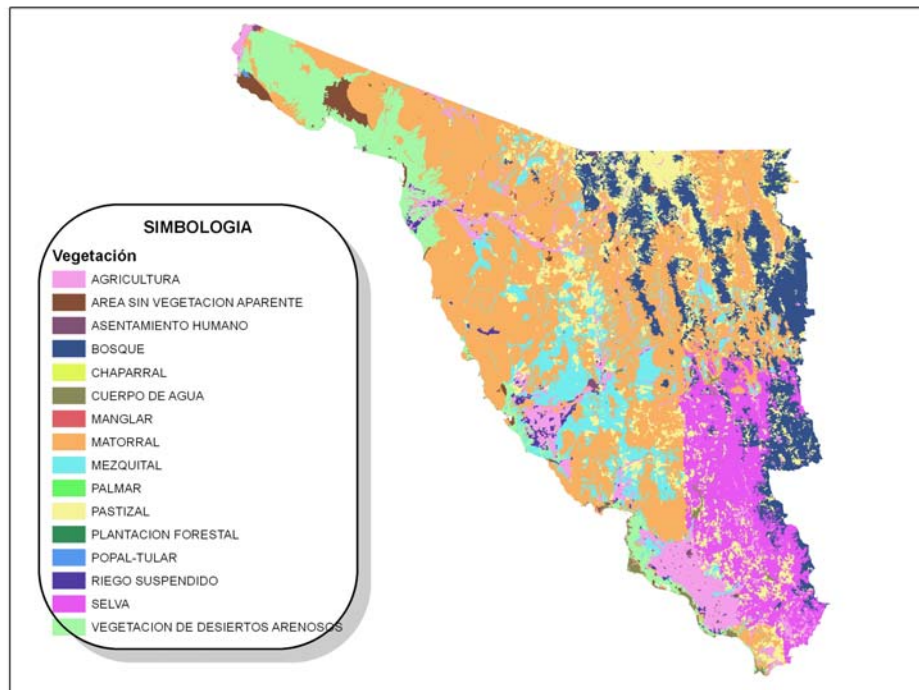 SIMBOLOGIA
Vegetación
AGRICULTURA
AREA SIN VEGETACION APARENTE
ASENTAMIENTO HUMANO
BOSQUE
CHAPARRAL
CUERPO DE AGUA
MANGLAR
MATORRAL
MEZQUITAL
PALMAR
PASTIZAL
PLANTACION FORESTAL
POPAL-TULAR
RIEGO SUSPENDIDO
SELVA
VEGETACION DE DESIERTOS ARENOSOS